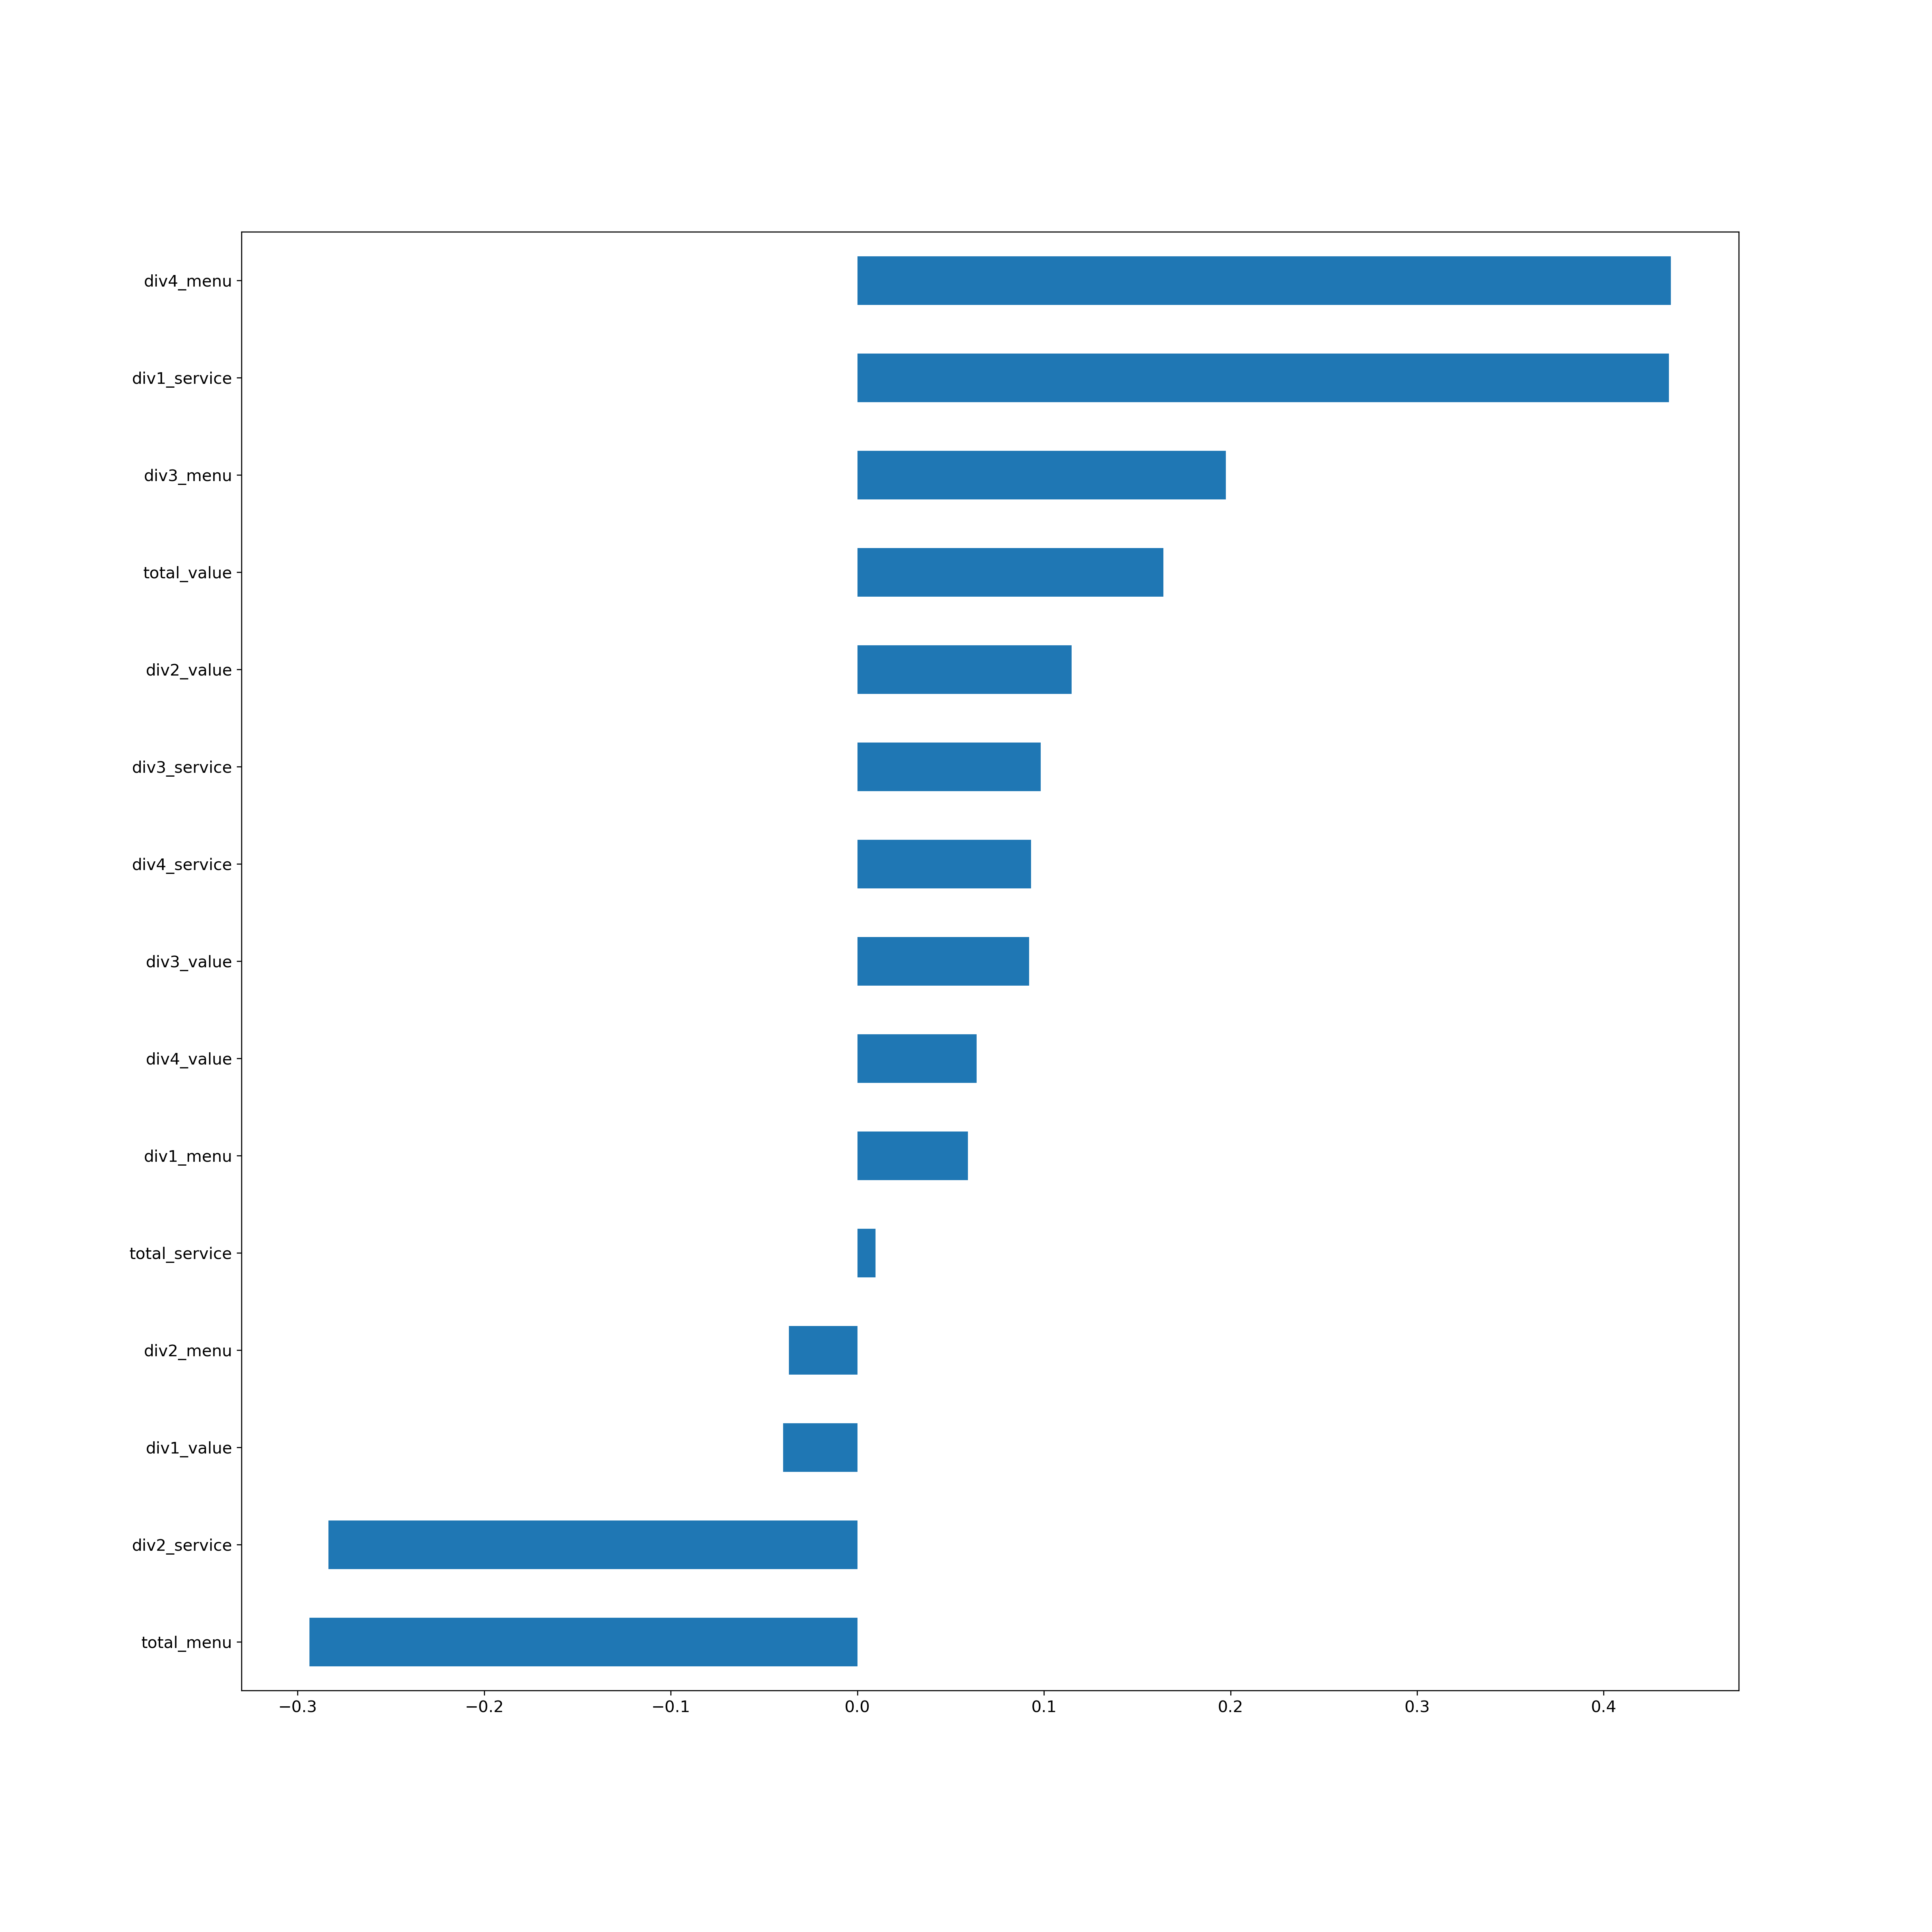 div4_menu
div1_service
div3_menu
total_value
div2_value
div3_service
div4_service
div3_value
div4_value
div1_menu
total_service
div2_menu
div1_value
div2_service
total_menu
−0.3 −0.2 −0.1 0.0 0.1 0.2 0.3 0.4